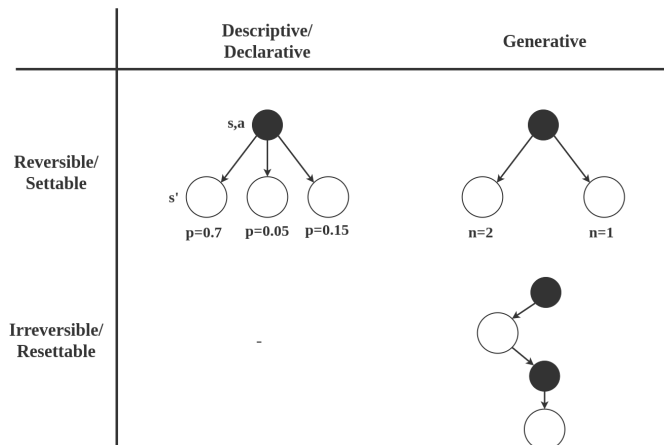 Descriptive/
Declarative
Generative
Reversible/
Settable
s,a
s'
p=0.7
p=0.05
p=0.15
n=2
n=1
Irreversible/
Resettable
-